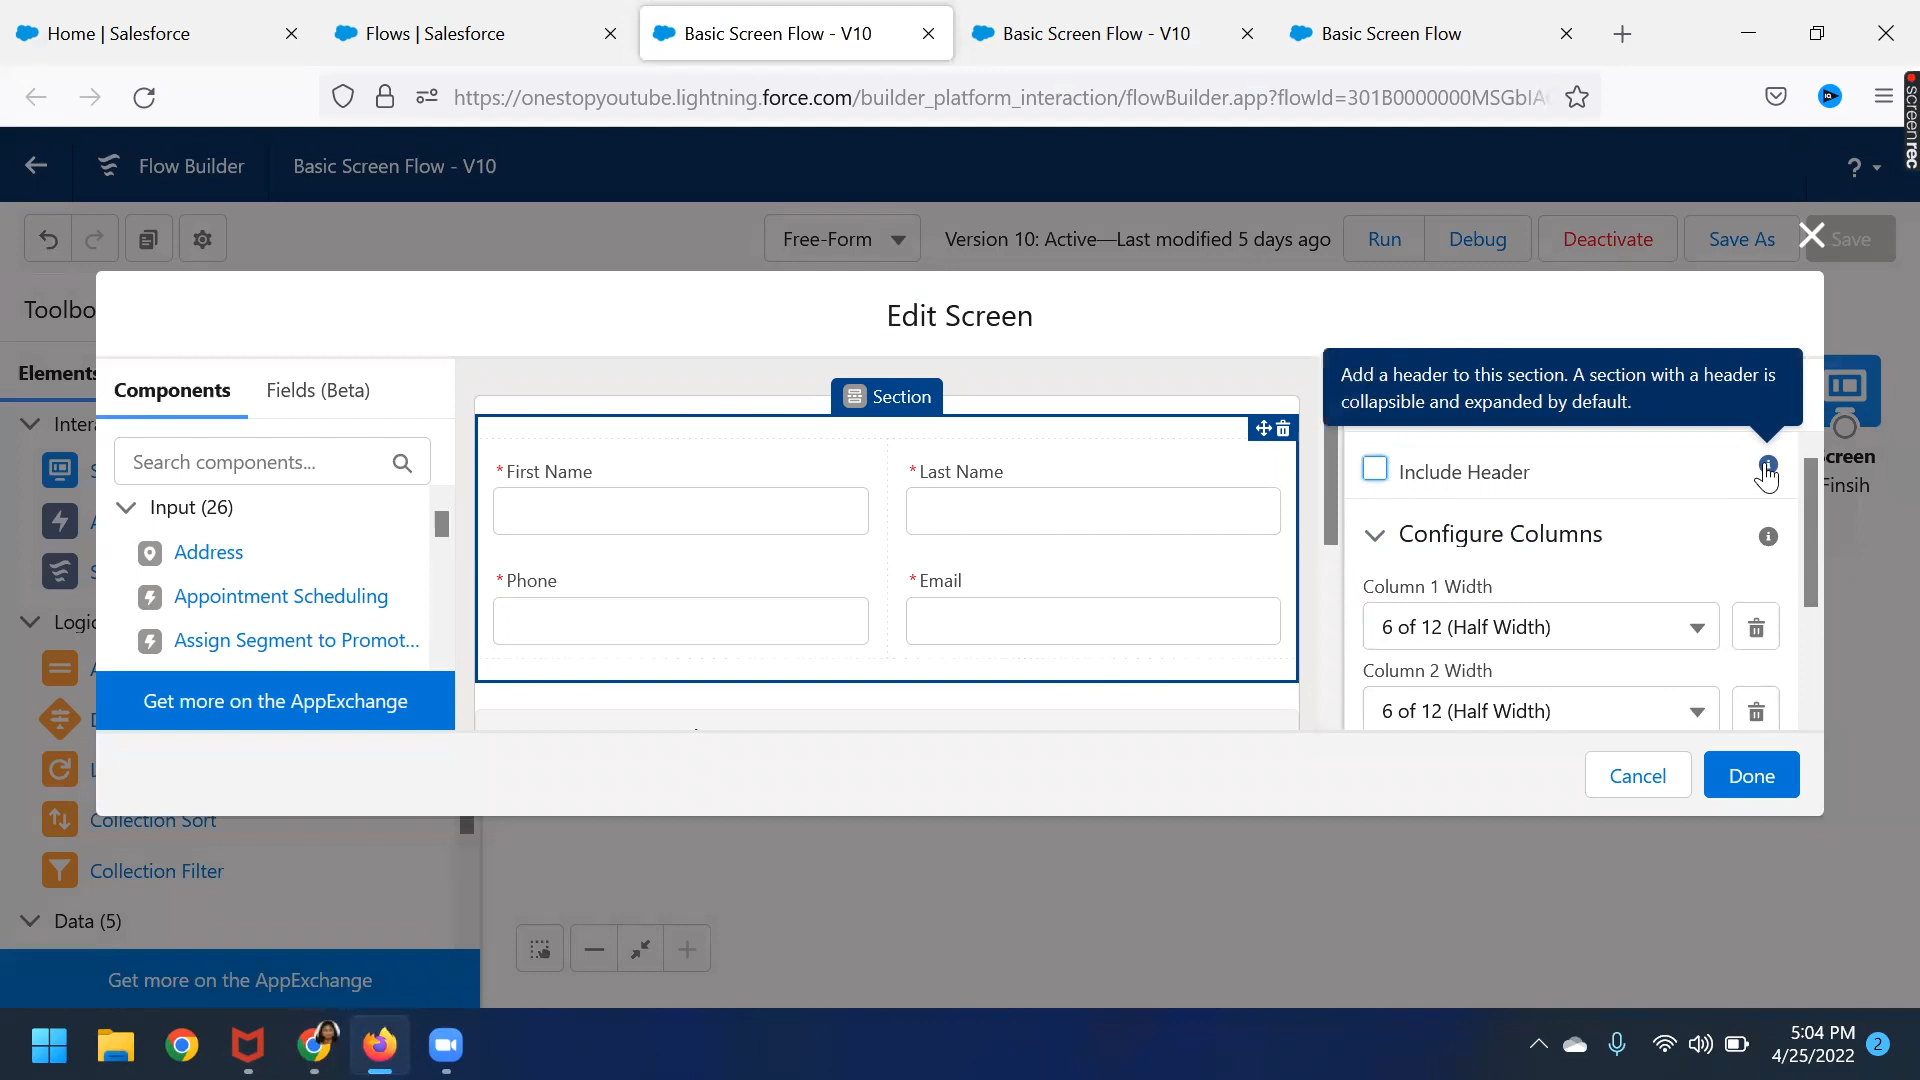 Home | Salesforce
Flows | Salesforce
Basic Screen Flow - V10
Basic Screen Flow - V10
Basic Screen Flow
https://onestopyoutube.lightning.force.com/builder_platform_interaction/flowBuilder.app?flowId=301B0000000MSGbIA
screenrec
Flow Builder
Basic Screen Flow - V10
?
Free-Form
Version 10: Active—Last modified 5 days ago
Run
Debug
Deactivate
Save As
Save
Toolbo
Edit Screen
Elements
Components
Fields (Beta)
Section
Add a header to this section. A section with a header is
collapsible and expanded by default.
Intera
Search components...
*First Name
*Last Name
Include Header
creen
Finsih
Input (26)
Configure Columns
Address
Appointment Scheduling
*Phone
*Email
Column 1 Width
6 of 12 (Half Width)
Logic
Assign Segment to Promot...
Column 2 Width
6 of 12 (Half Width)
Get more on the AppExchange
Cancel
Done
Collection Sort
Collection Filter
Data (5)
Get more on the AppExchange
5:04 PM
4/25/2022
2